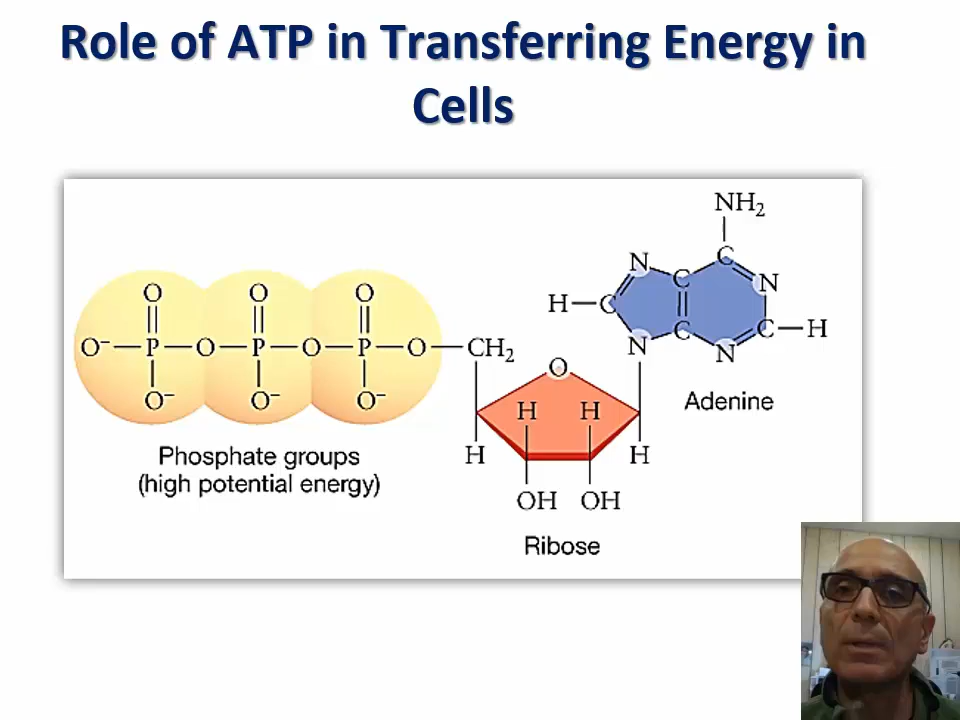 Role of ATP in Transferring Energy in
Cells
NH₂
N C N
H C C H
C N
N
O O O
O⁻ P O P O P O CH₂
O⁻ O⁻ O⁻
O
Adenine
H H
Phosphate groups
(high potential energy)
H H
OH OH
Ribose